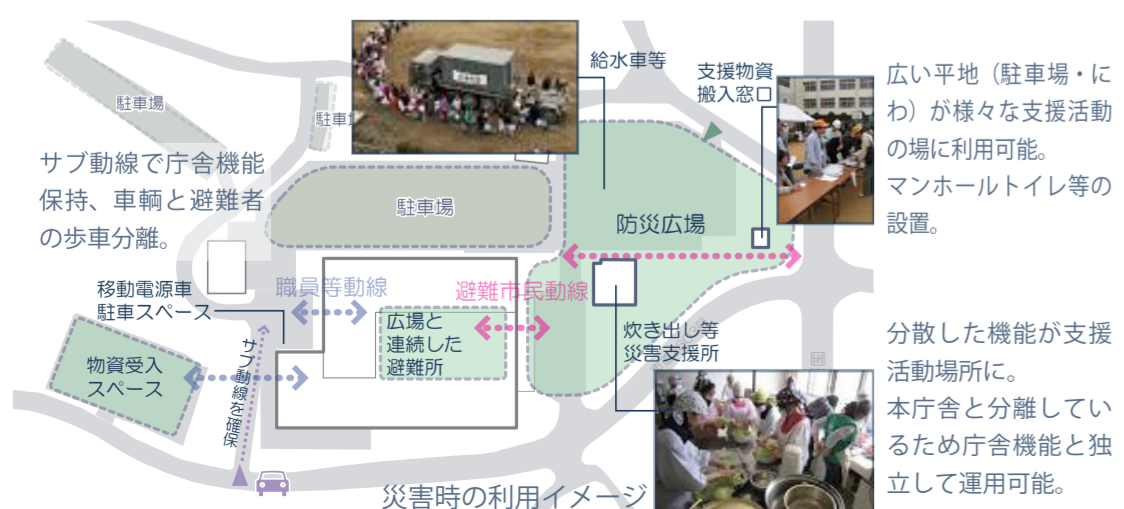 給水車等
支援物資
搬入窓口
広い平地（駐車場・に
わ）が様々な支援活動
の場に利用可能。
マンホールトイレ等の
設置。
駐車場
サブ動線で庁舎機能
保持、車輌と避難者
の歩車分離。
駐車場
防災広場
移動電源車
駐車スペース
職員等動線
避難市民動線
広場と
連続した
避難所
炊き出し等
災害支援所
物資受入
スペース
サブ動線を確保
分散した機能が支援
活動場所に。
本庁舎と分離してい
るため庁舎機能と独
立して運用可能。
災害時の利用イメージ